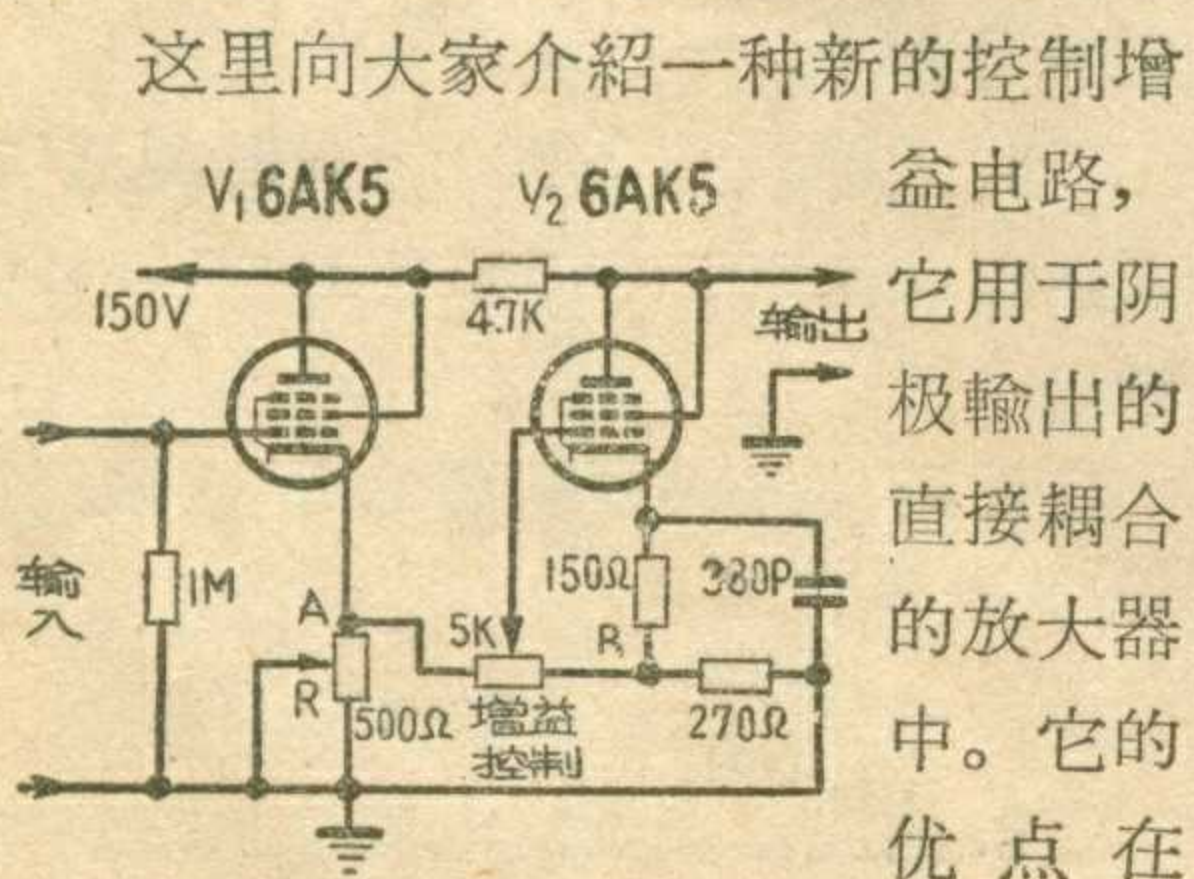 这里向大家介紹一种新的控制增
益电路，
它用于阴
极輸出的
直接耦合
的放大器
中。它的
优点在
V₁ 6AK5
V₂ 6AK5
150V
4.7K
输出
输入
1M
A
R
500Ω
5K
增益
控制
B
150Ω
380P
270Ω